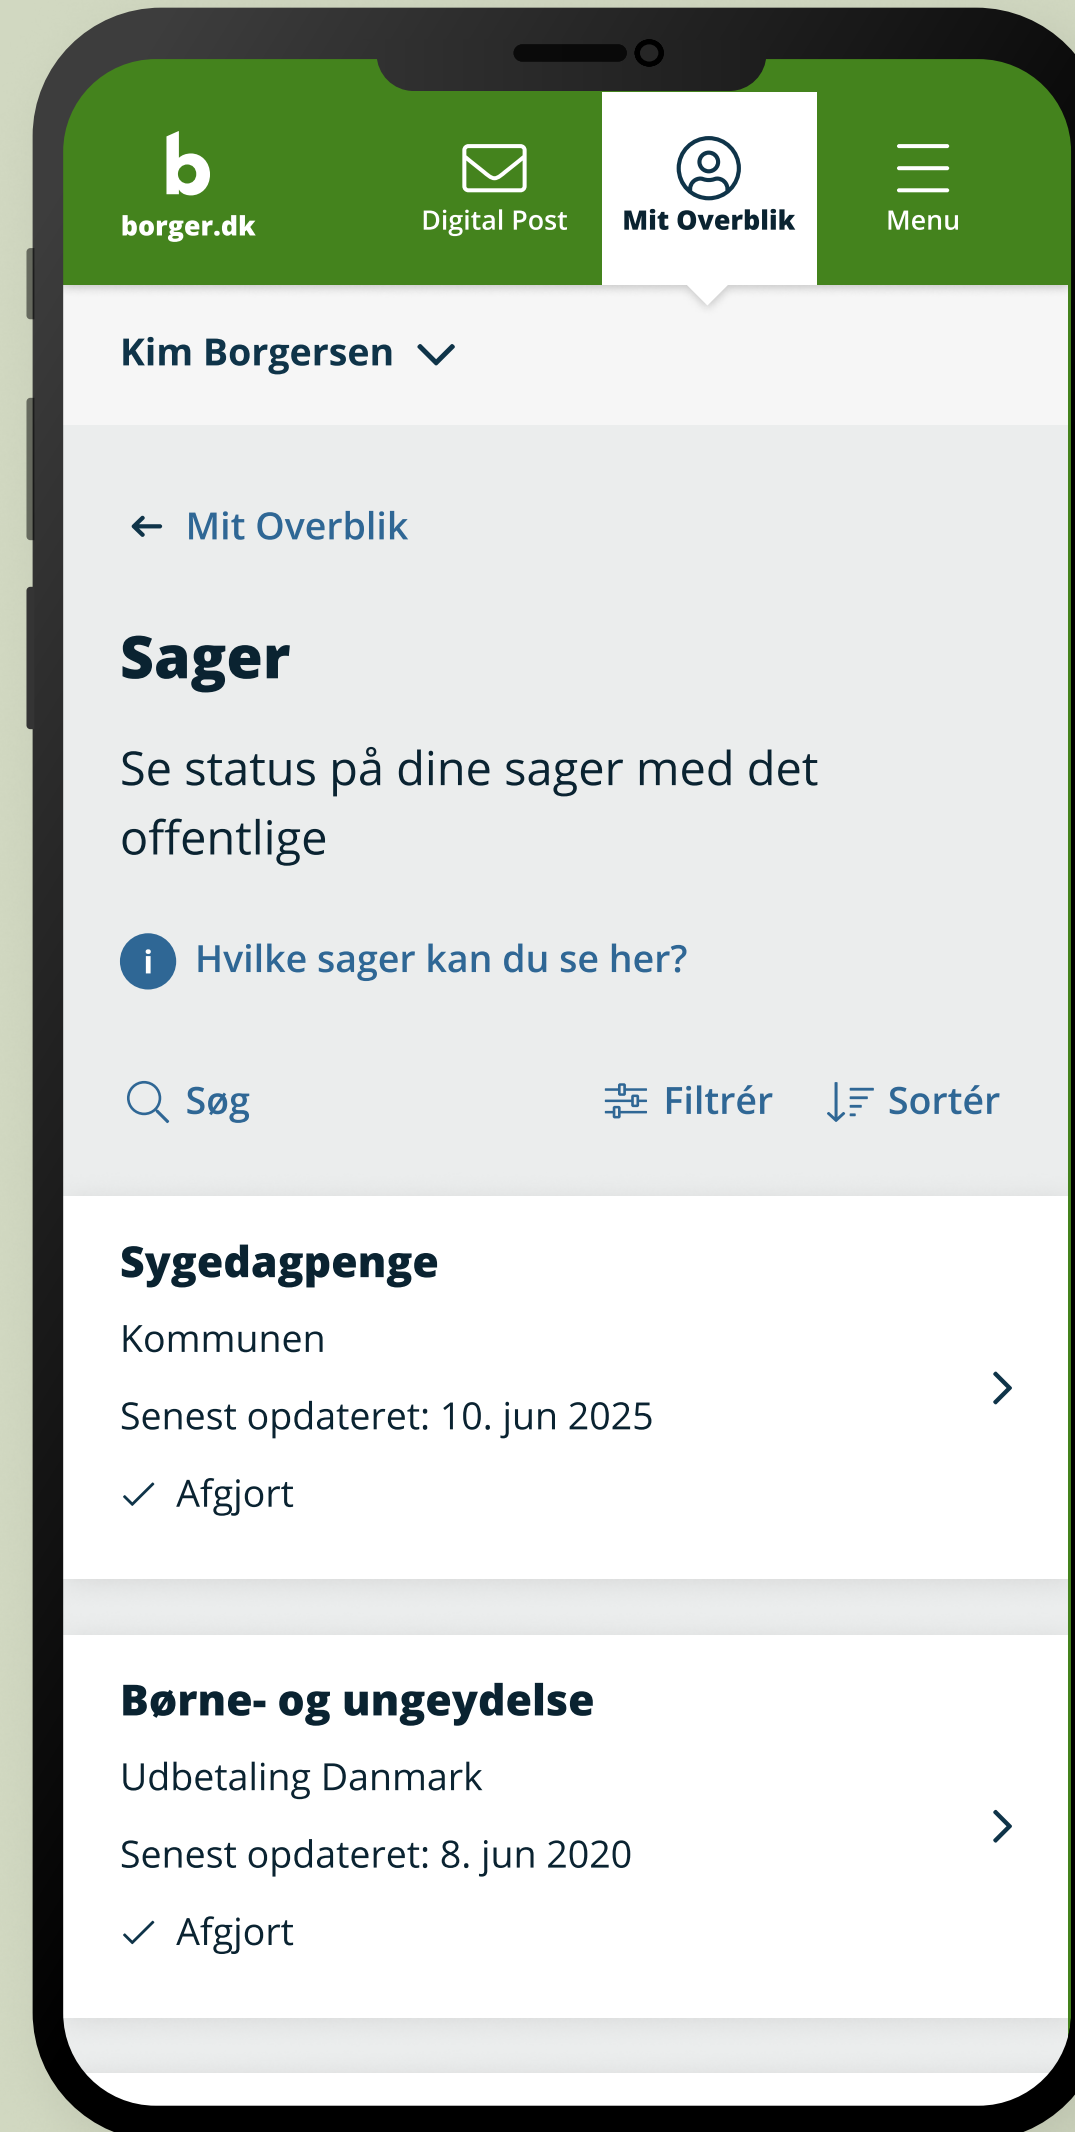 b
borger.dk
Digital Post
Mit Overblik
Menu
Kim Borgersen
Mit Overblik
Sager
Se status på dine sager med det
offentlige
i Hvilke sager kan du se her?
Søg
Filtrér
Sortér
Sygedagpenge
Kommunen
Senest opdateret: 10. jun 2025
Afgjort
Børne- og ungeydelse
Udbetaling Danmark
Senest opdateret: 8. jun 2020
Afgjort